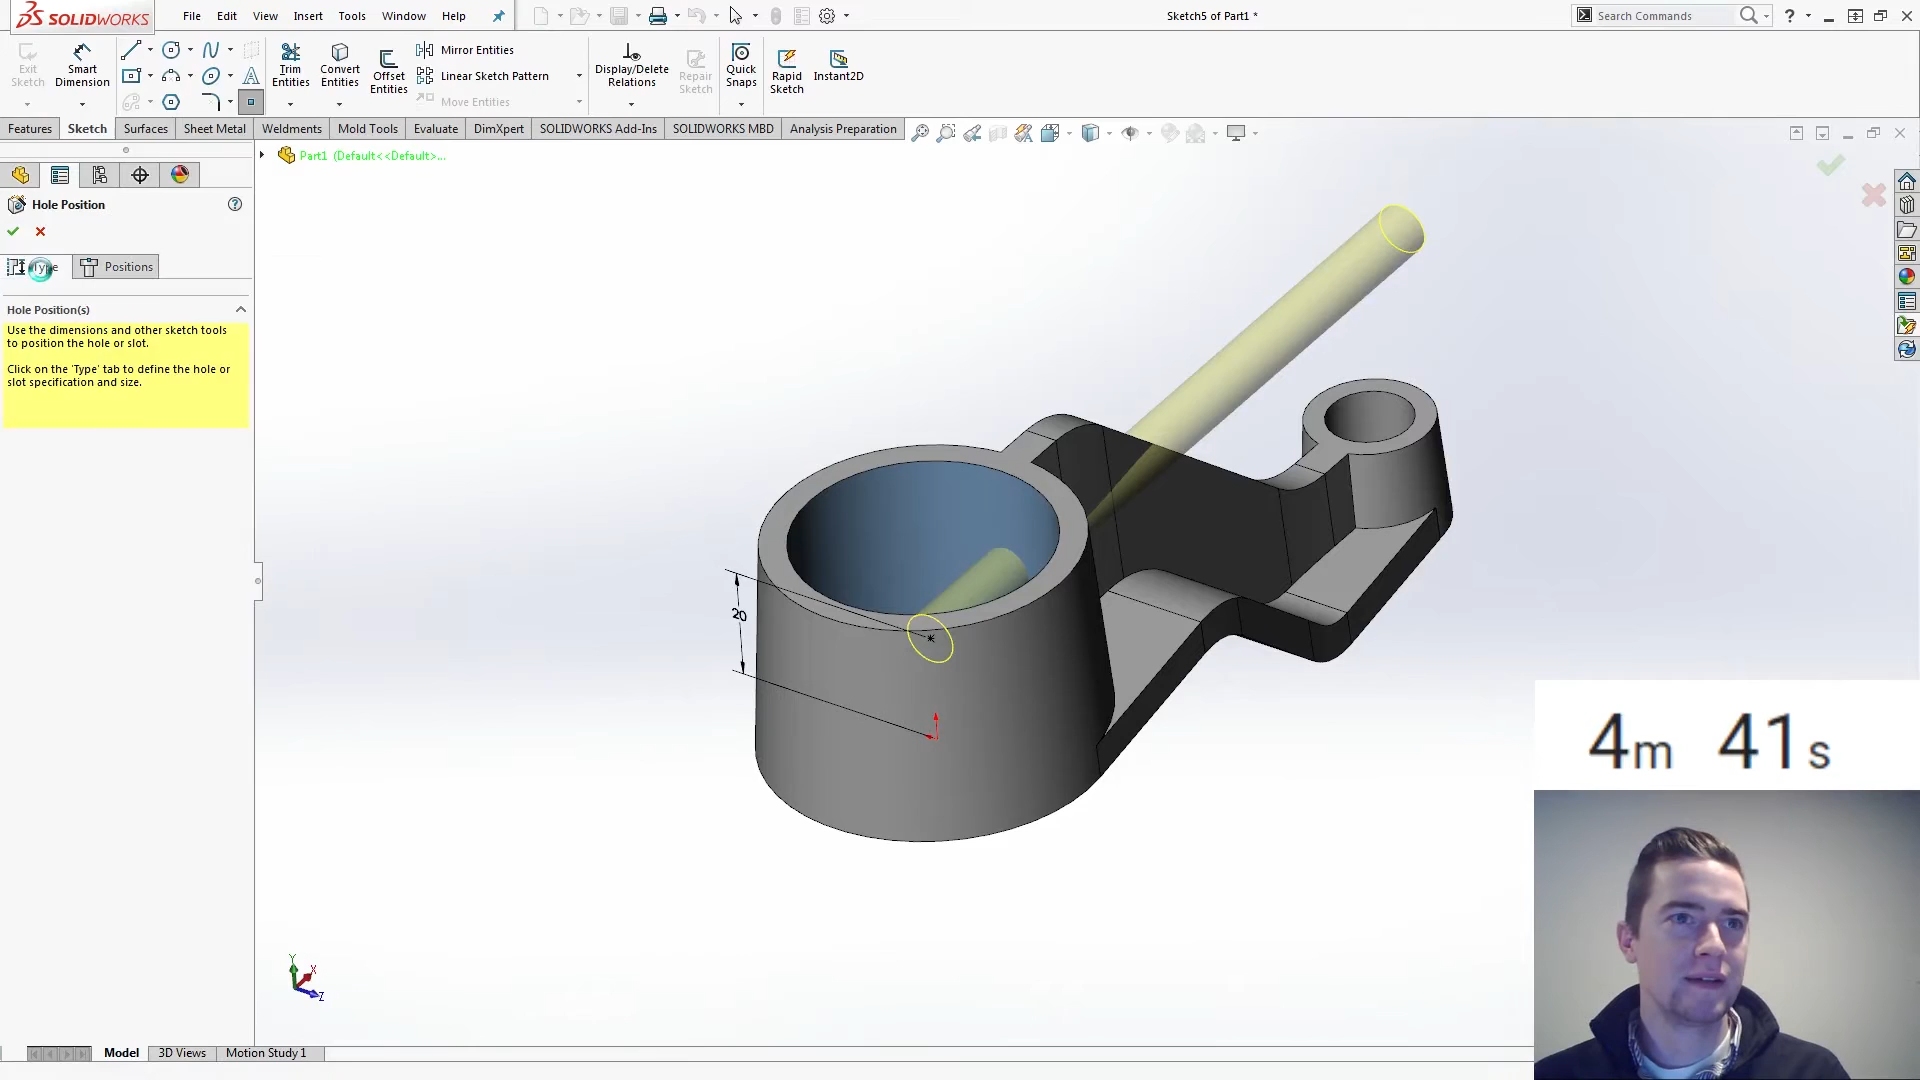 SOLIDWORKS
File Edit View Insert Tools Window Help
Sketch5 of Part1 *
Search Commands
?
Exit Sketch
Smart Dimension
Trim Entities
Convert Entities
Offset Entities
Mirror Entities
Linear Sketch Pattern
Move Entities
Display/Delete Relations
Repair Sketch
Quick Snaps
Rapid Sketch
Instant2D
Features Sketch Surfaces Sheet Metal Weldments Mold Tools Evaluate DimXpert SOLIDWORKS Add-Ins SOLIDWORKS MBD Analysis Preparation
Part1 (Default<<Default>...
Hole Position
Type Positions
Hole Position(s)
Use the dimensions and other sketch tools
to position the hole or slot.
Click on the 'Type' tab to define the hole or
slot specification and size.
20
4m 41s
Y
X
Z
Model 3D Views Motion Study 1